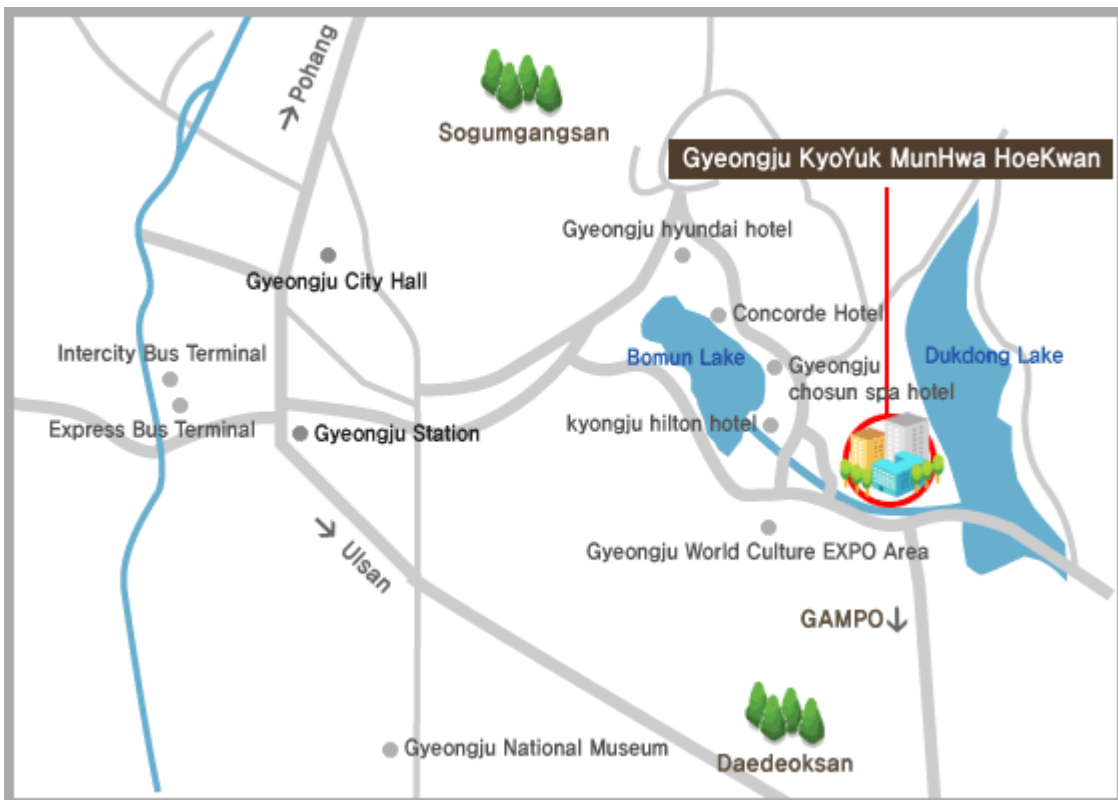 Pohang
Sogumgangsan
Gyeongju KyoYuk MunHwa HoeKwan
Gyeongju hyundai hotel
Gyeongju City Hall
Concorde Hotel
Intercity Bus Terminal
Bomun Lake
Gyeongju
chosun spa hotel
Dukdong Lake
Express Bus Terminal
Gyeongju Station
kyongju hilton hotel
Ulsan
Gyeongju World Culture EXPO Area
GAMPO
Gyeongju National Museum
Daedeoksan